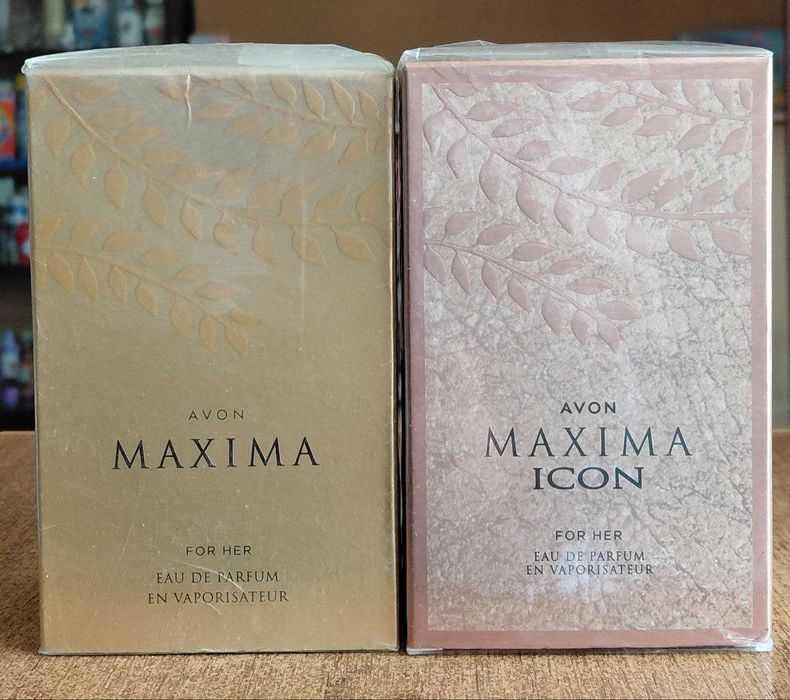 AVON
MAXIMA
FOR HER
EAU DE PARFUM
EN VAPORISATEUR
AVON
MAXIMA
ICON
FOR HER
EAU DE PARFUM
EN VAPORISATEUR